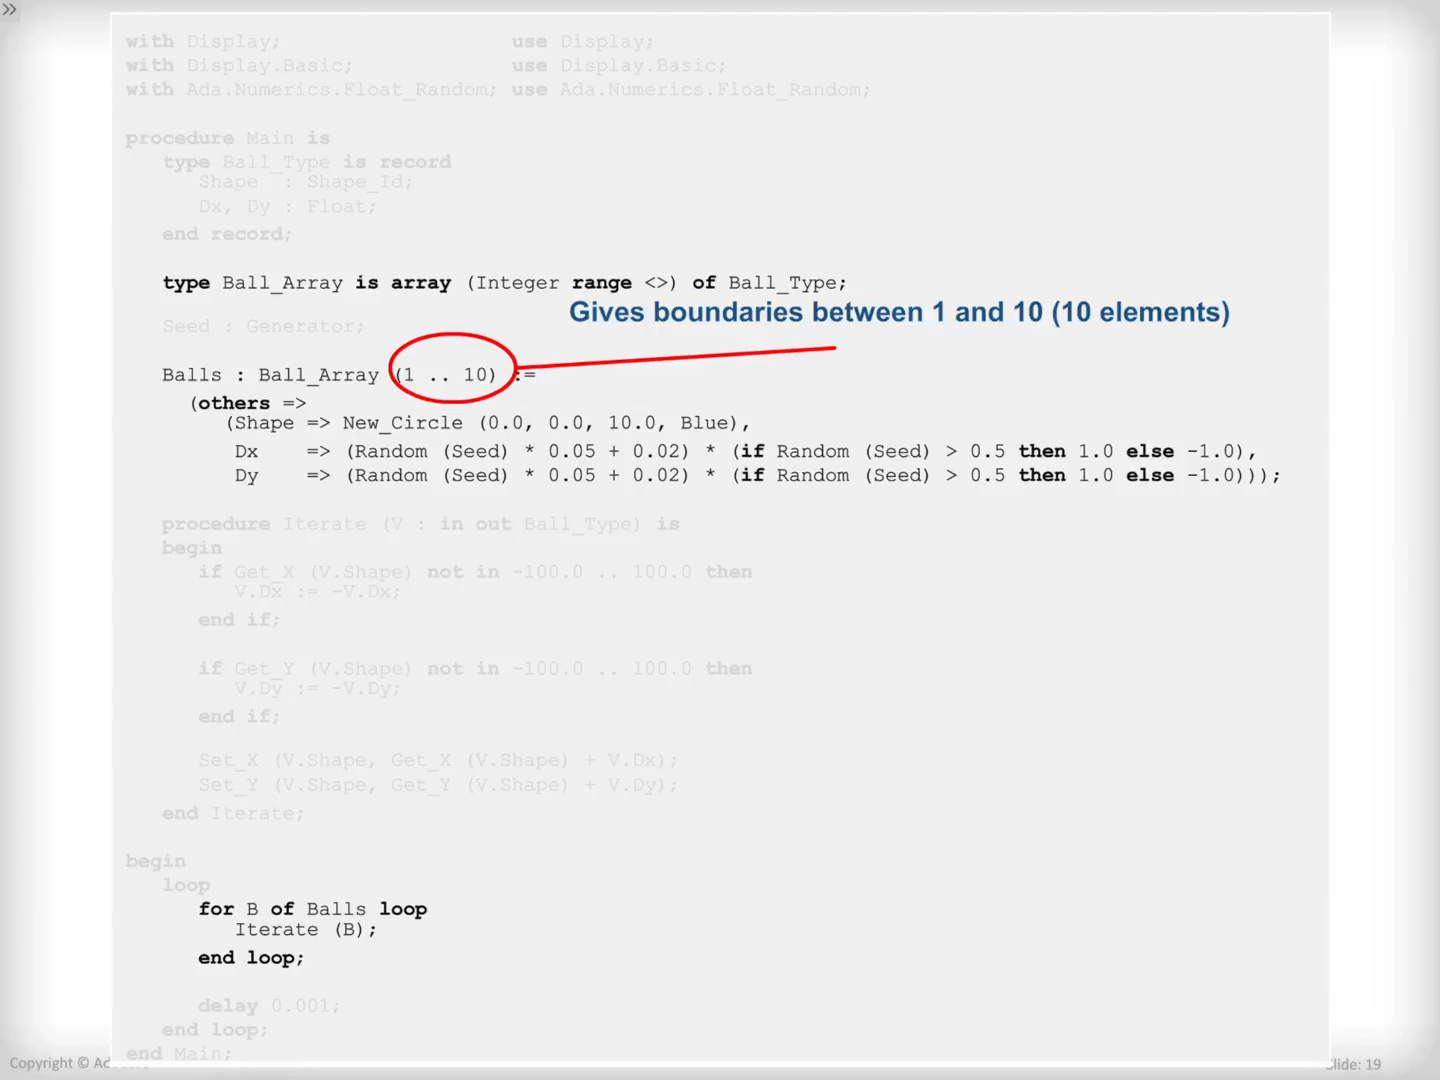 »
with Display; use Display;
with Display.Basic; use Display.Basic;
with Ada.Numerics.Float_Random; use Ada.Numerics.Float_Random;
procedure Main is
type Ball_Type is record
Shape : Shape_Id;
Dx, Dy : Float;
end record;
type Ball_Array is array (Integer range <>) of Ball_Type;
Gives boundaries between 1 and 10 (10 elements)
Seed : Generator;
Balls : Ball_Array (1 .. 10) :=
(others =>
(Shape => New_Circle (0.0, 0.0, 10.0, Blue),
Dx => (Random (Seed) * 0.05 + 0.02) * (if Random (Seed) > 0.5 then 1.0 else -1.0),
Dy => (Random (Seed) * 0.05 + 0.02) * (if Random (Seed) > 0.5 then 1.0 else -1.0)));
procedure Iterate (V : in out Ball_Type) is
begin
if Get_X (V.Shape) not in -100.0 .. 100.0 then
V.Dx := -V.Dx;
end if;
if Get_Y (V.Shape) not in -100.0 .. 100.0 then
V.Dy := -V.Dy;
end if;
Set_X (V.Shape, Get_X (V.Shape) + V.Dx);
Set_Y (V.Shape, Get_Y (V.Shape) + V.Dy);
end Iterate;
begin
loop
for B of Balls loop
Iterate (B);
end loop;
delay 0.001;
end loop;
end Main;
Copyright ©
Slide: 19